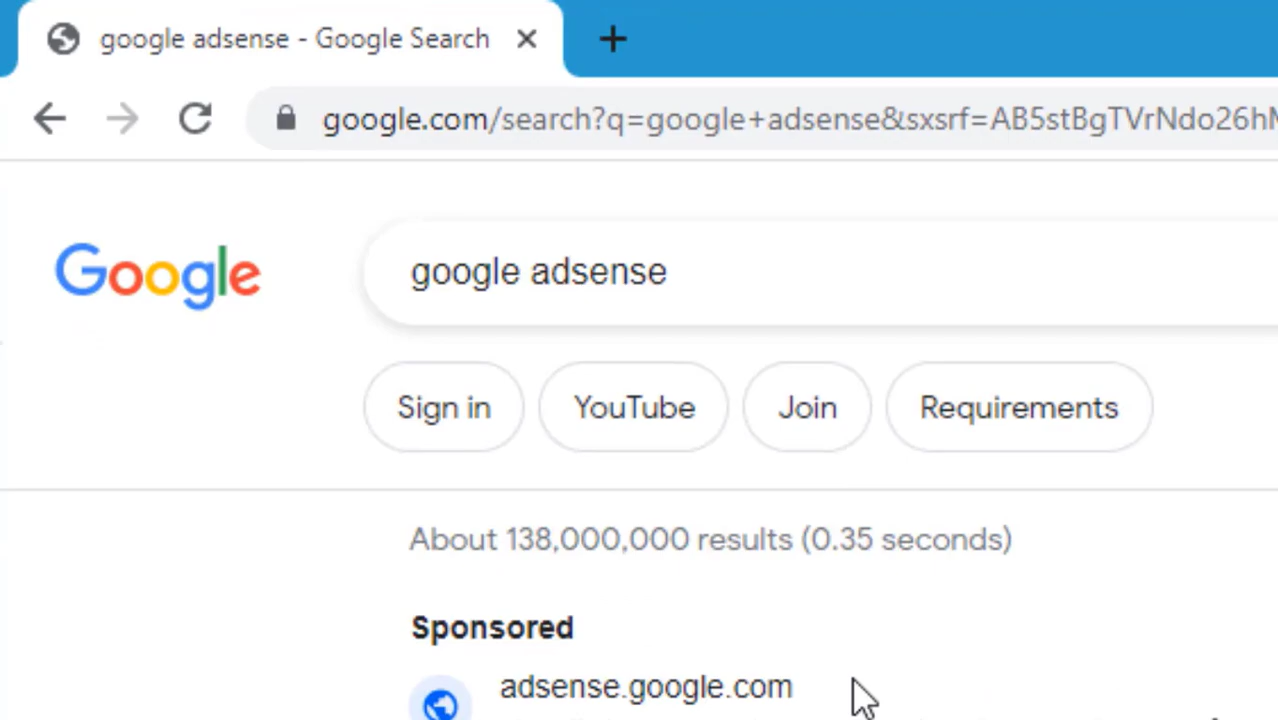 google adsense - Google Search
google.com/search?q=google+adsense&sxsrf=AB5stBgTVrNdo26h
Google
google adsense
Sign in
YouTube
Join
Requirements
About 138,000,000 results (0.35 seconds)
Sponsored
adsense.google.com